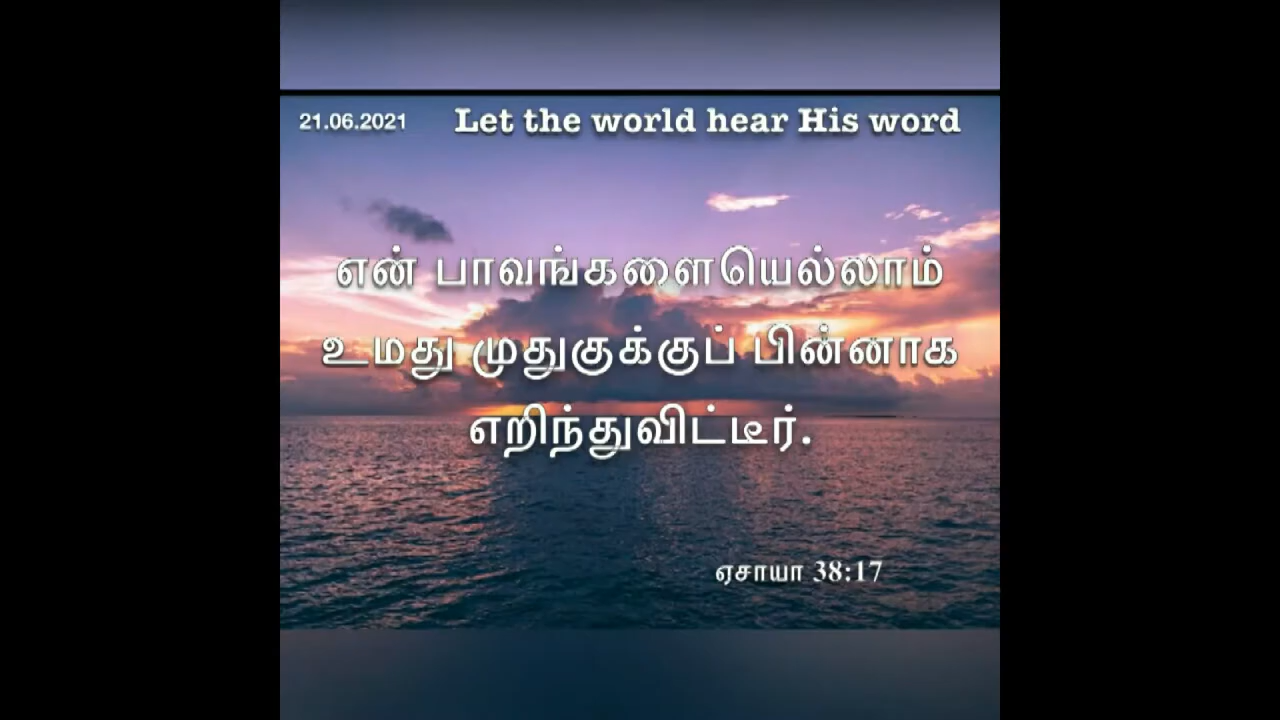 21.06.2021 Let the world hear His word
என் பாவங்களையெல்லாம்
உமது முதுகுக்குப் பின்னாக
எறிந்துவிட்டீர்.
ஏசாயா 38:17